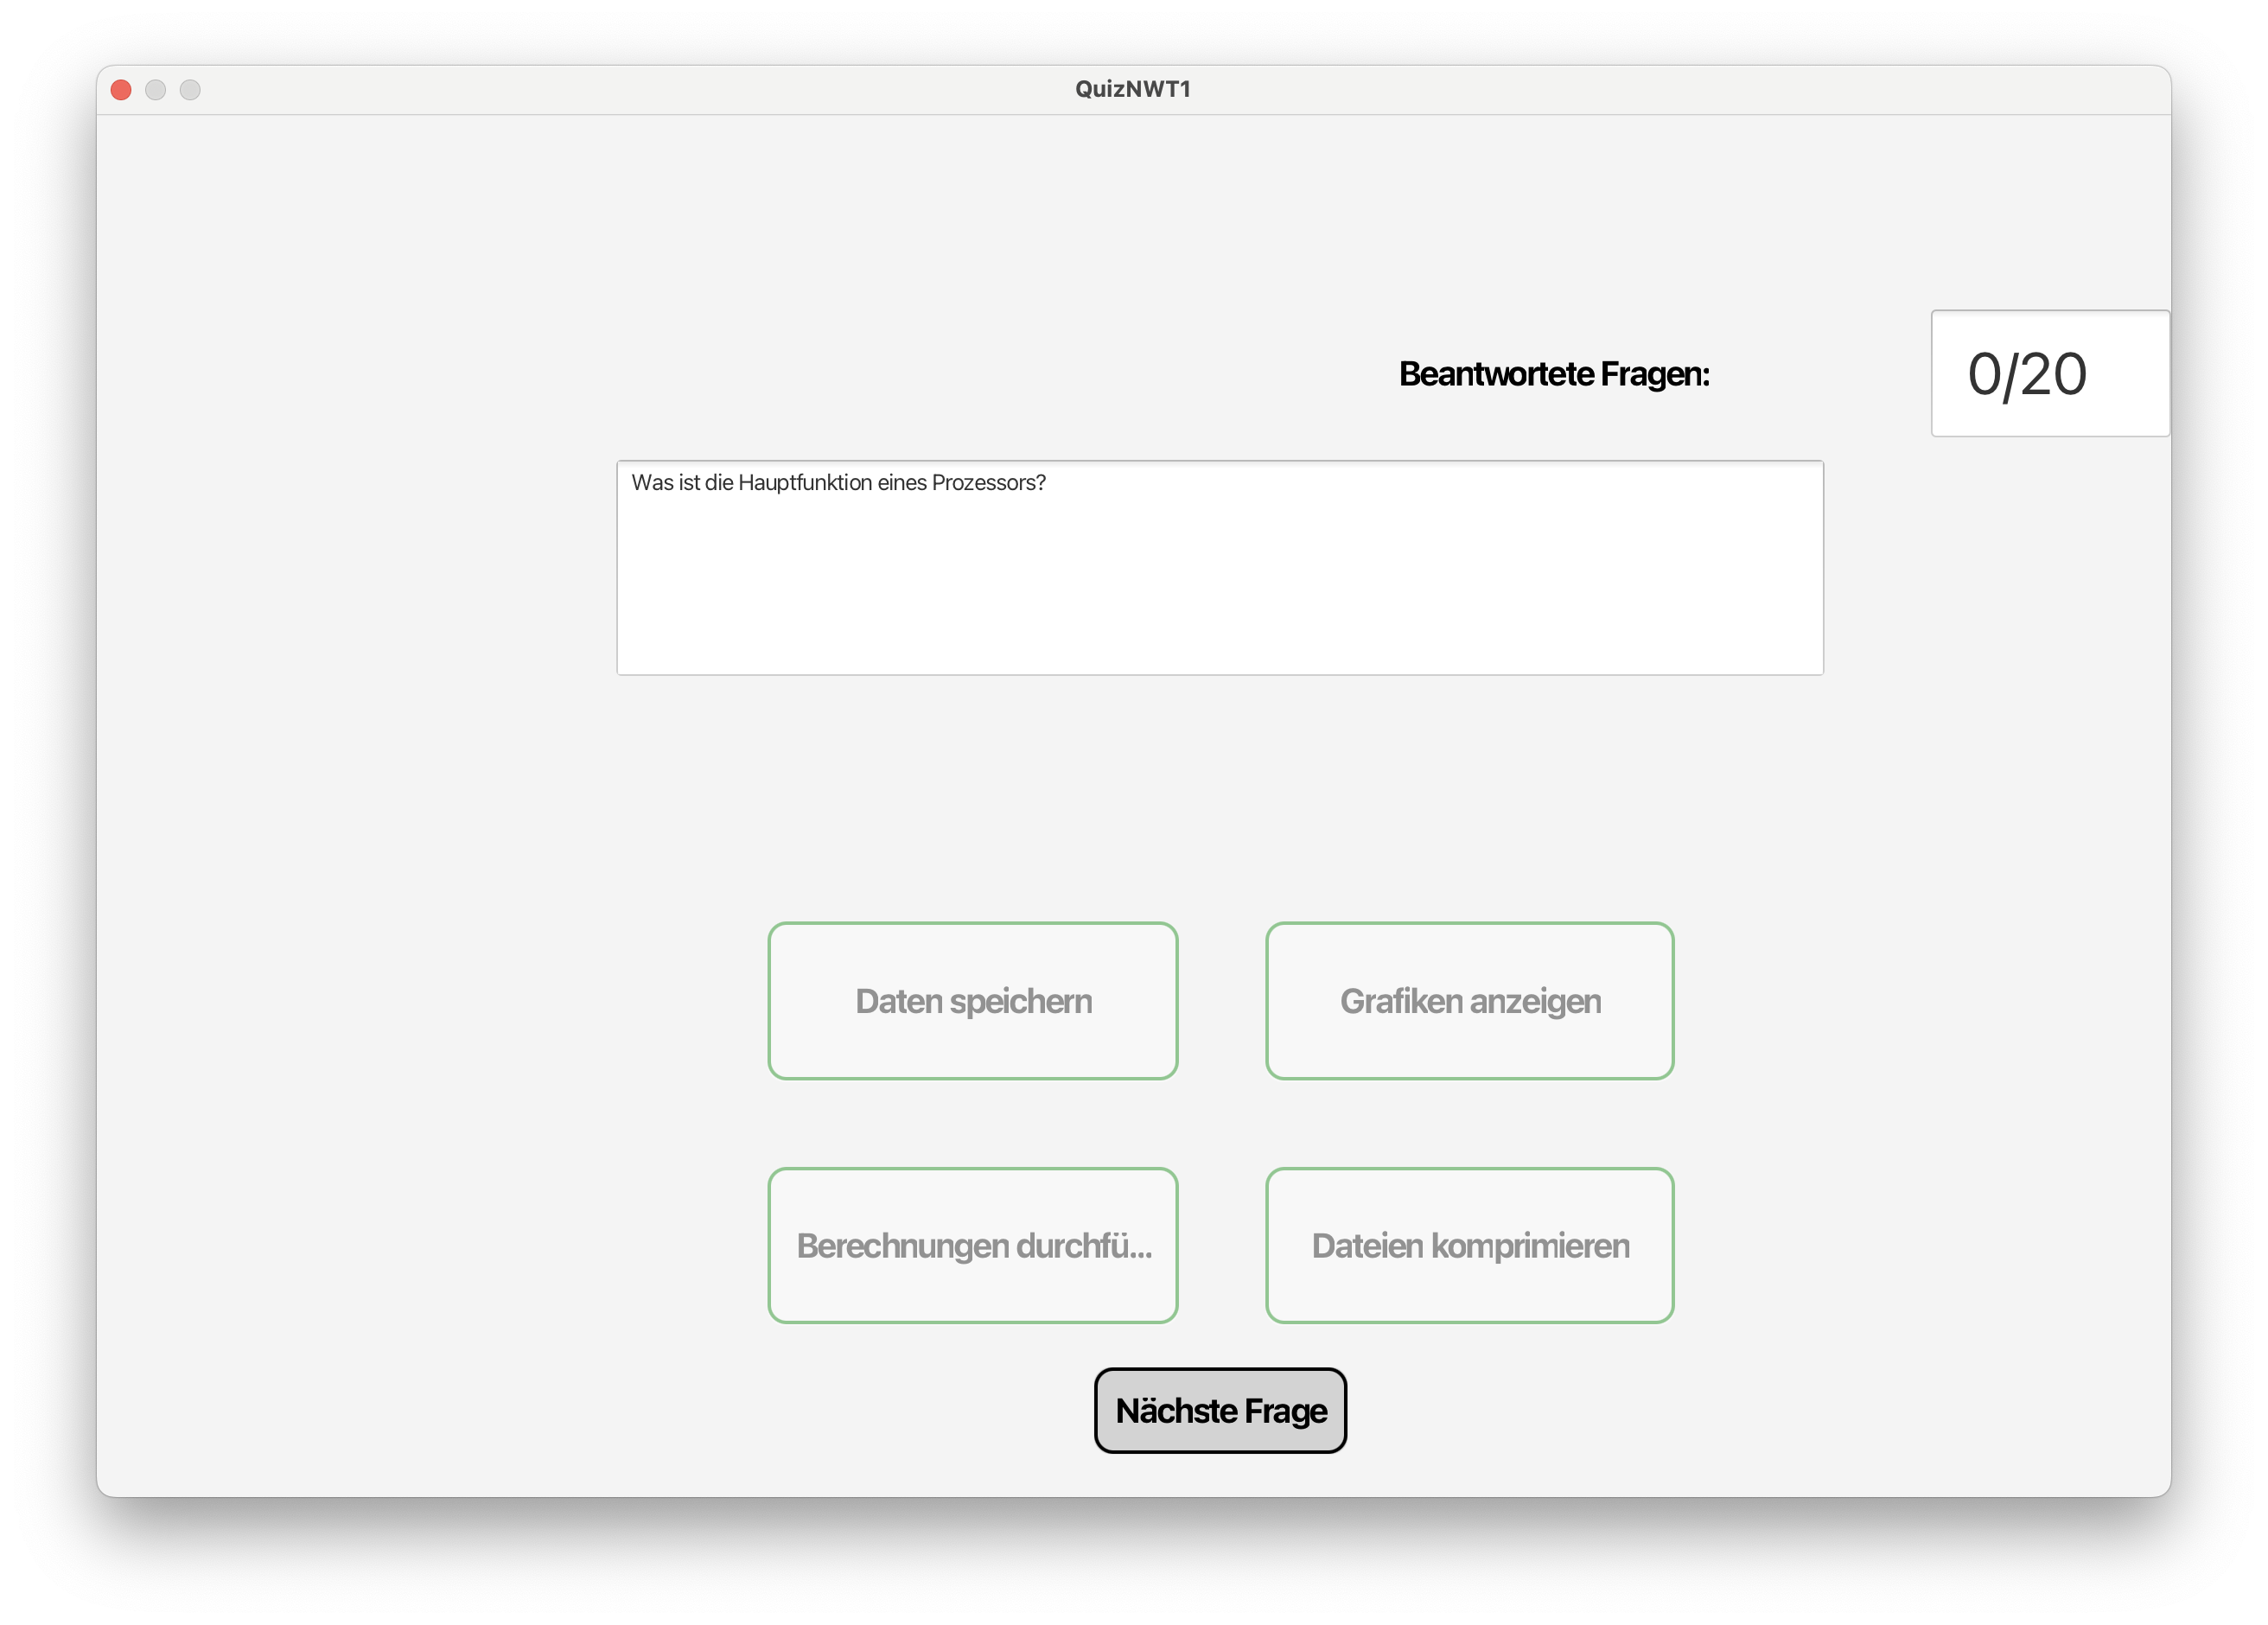 QuizNWT1
Beantwortete Fragen:
0/20
Was ist die Hauptfunktion eines Prozessors?
Daten speichern
Grafiken anzeigen
Berechnungen durchfü...
Dateien komprimieren
Nächste Frage